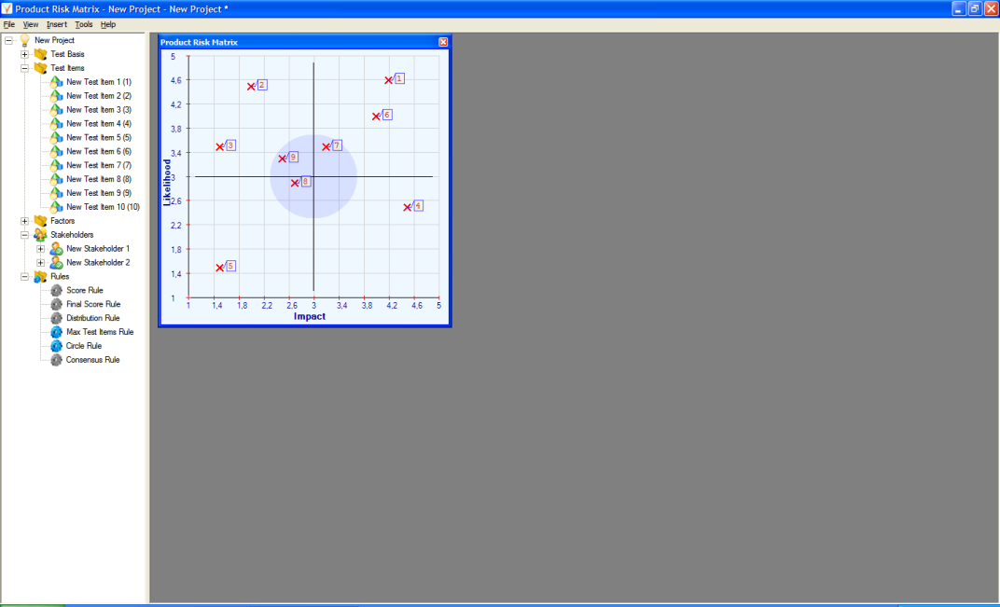 Product Risk Matrix - New Project - New Project *
File View Insert Tools Help
New Project
Test Basis
Test Items
New Test Item 1 (1)
New Test Item 2 (2)
New Test Item 3 (3)
New Test Item 4 (4)
New Test Item 5 (5)
New Test Item 6 (6)
New Test Item 7 (7)
New Test Item 8 (8)
New Test Item 9 (9)
New Test Item 10 (10)
Factors
Stakeholders
New Stakeholder 1
New Stakeholder 2
Rules
Score Rule
Final Score Rule
Distribution Rule
Max Test Items Rule
Circle Rule
Consensus Rule
Product Risk Matrix
5
4,6
4,2
3,8
3,4
3
2,6
2,2
1,8
1,4
1
Likelihood
1
2
6
3
7
9
8
4
5
1 1,4 1,8 2,2 2,6 3 3,4 3,8 4,2 4,6 5
Impact